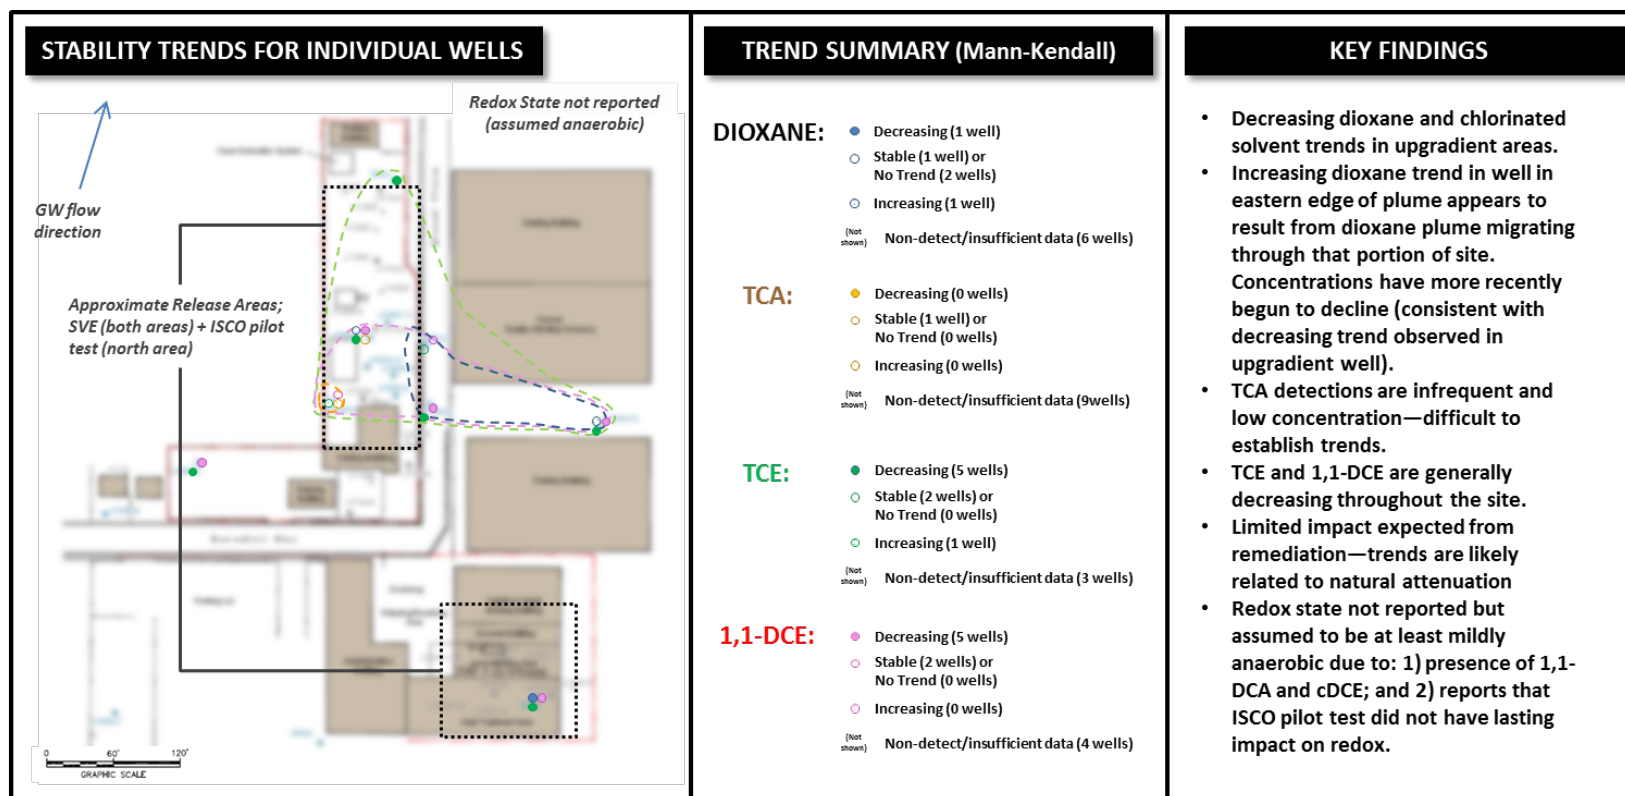 STABILITY TRENDS FOR INDIVIDUAL WELLS
Redox State not reported
(assumed anaerobic)
GW flow
direction
Approximate Release Areas;
SVE (both areas) + ISCO pilot
test (north area)
0 60' 120'
GRAPHIC SCALE
TREND SUMMARY (Mann-Kendall)
DIOXANE:
Decreasing (1 well)
Stable (1 well) or
No Trend (2 wells)
Increasing (1 well)
(Not
shown) Non-detect/insufficient data (6 wells)
TCA:
Decreasing (0 wells)
Stable (1 well) or
No Trend (0 wells)
Increasing (0 wells)
(Not
shown) Non-detect/insufficient data (9wells)
TCE:
Decreasing (5 wells)
Stable (2 wells) or
No Trend (0 wells)
Increasing (1 well)
(Not
shown) Non-detect/insufficient data (3 wells)
1,1-DCE:
Decreasing (5 wells)
Stable (2 wells) or
No Trend (0 wells)
Increasing (0 wells)
(Not
shown) Non-detect/insufficient data (4 wells)
KEY FINDINGS
• Decreasing dioxane and chlorinated
solvent trends in upgradient areas.
• Increasing dioxane trend in well in
eastern edge of plume appears to
result from dioxane plume migrating
through that portion of site.
Concentrations have more recently
begun to decline (consistent with
decreasing trend observed in
upgradient well).
• TCA detections are infrequent and
low concentration—difficult to
establish trends.
• TCE and 1,1-DCE are generally
decreasing throughout the site.
• Limited impact expected from
remediation—trends are likely
related to natural attenuation
• Redox state not reported but
assumed to be at least mildly
anaerobic due to: 1) presence of 1,1-
DCA and cDCE; and 2) reports that
ISCO pilot test did not have lasting
impact on redox.